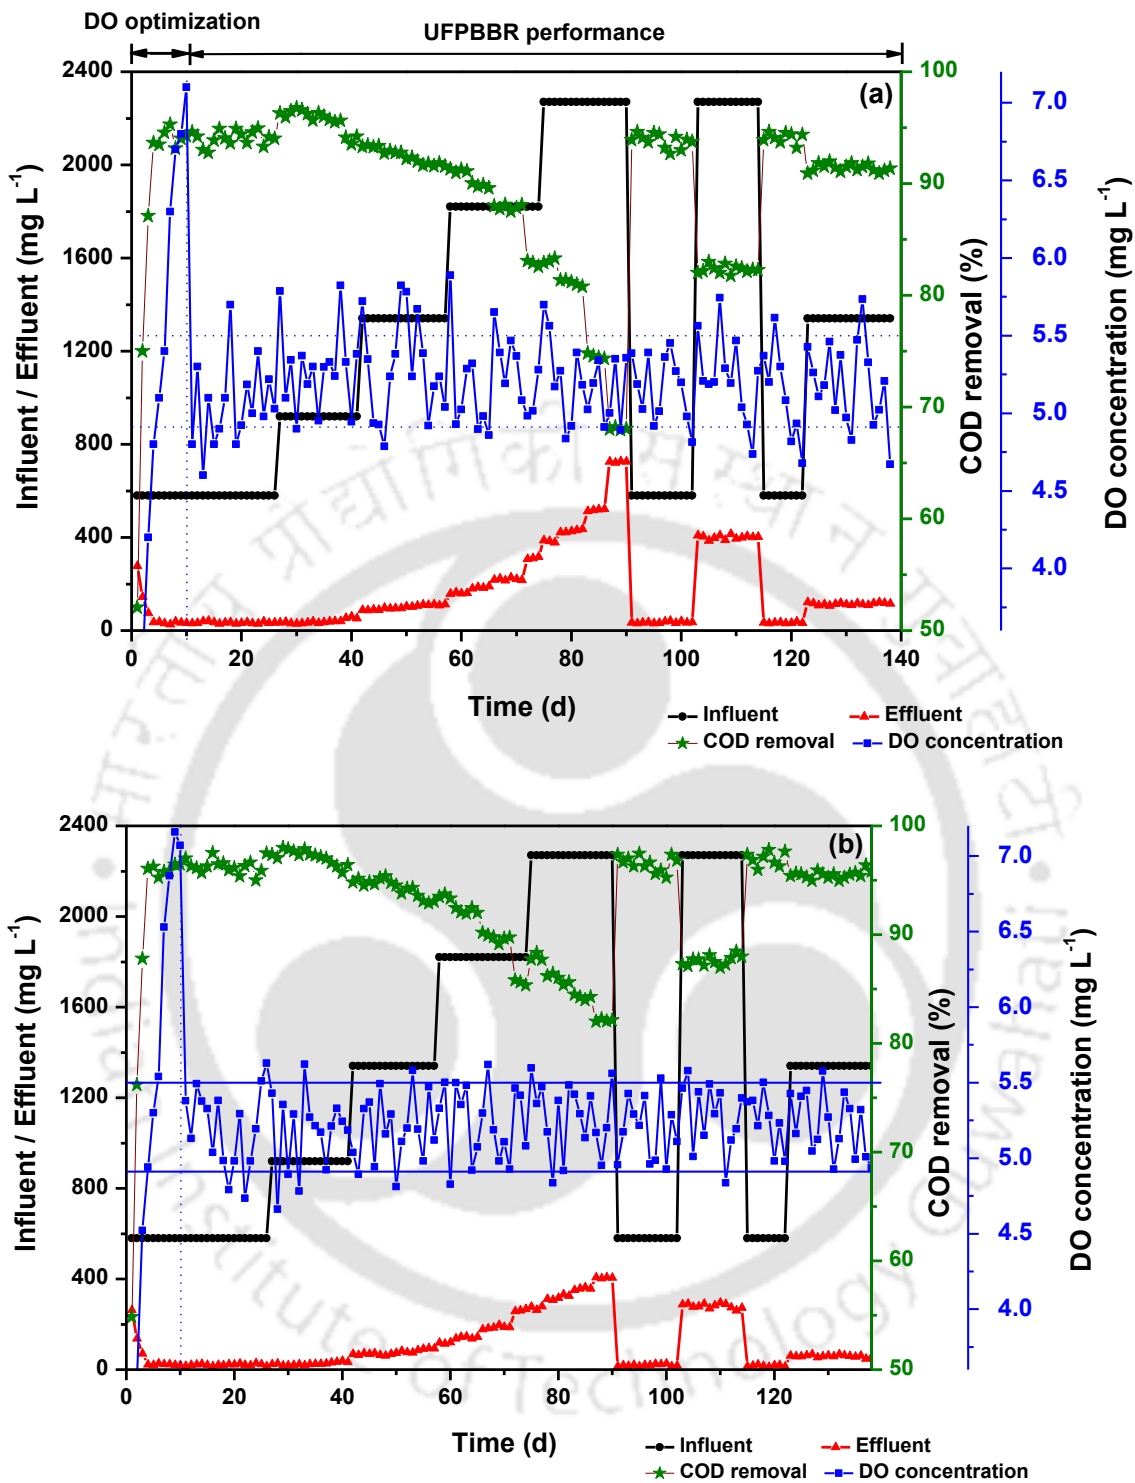 DO optimization
UFPBBR performance
(a)
2400
2000
1600
1200
800
400
0
Influent / Effluent (mg L-1)
100
90
80
70
60
50
COD removal (%)
7.0
6.5
6.0
5.5
5.0
4.5
4.0
DO concentration (mg L-1)
0 20 40 60 80 100 120 140
Time (d)
Influent
Effluent
COD removal
DO concentration
(b)
2400
2000
1600
1200
800
400
0
Influent / Effluent (mg L-1)
100
90
80
70
60
50
COD removal (%)
7.0
6.5
6.0
5.5
5.0
4.5
4.0
DO concentration (mg L-1)
0 20 40 60 80 100 120
Time (d)
Influent
Effluent
COD removal
DO concentration
Indian Institute of Technology Guwahati